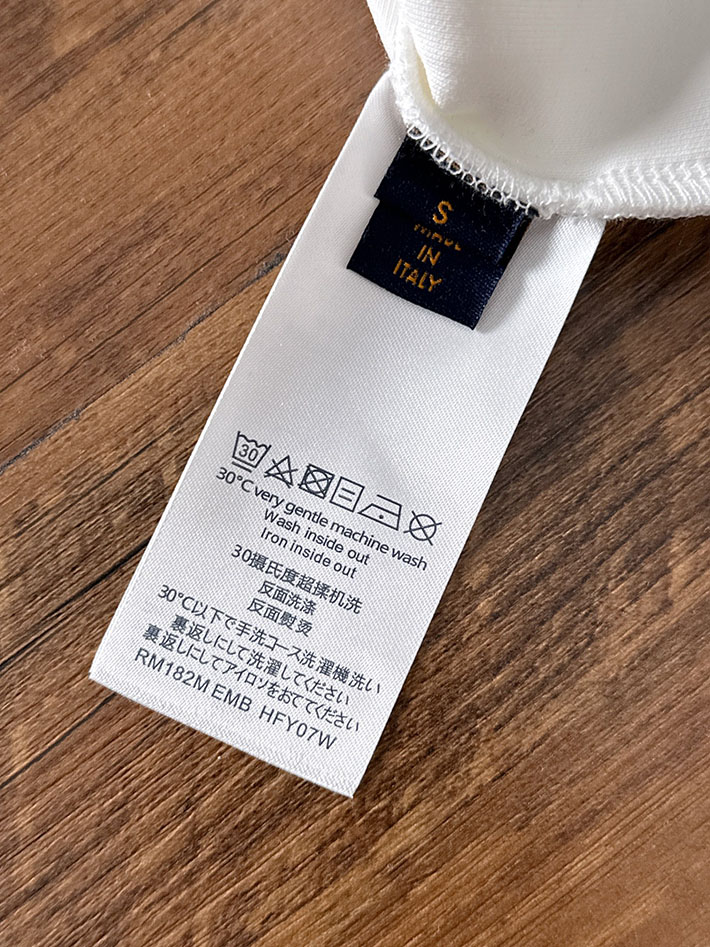 S
MADE
IN
ITALY
30
30°C very gentle machine wash
Wash inside out
Iron inside out
30摄氏度超揉机洗
反面洗涤
反面熨烫
30°C以下で手洗コース洗濯機洗い
裏返しにして洗濯してください
裏返しにしてアイロソをおててください
RM182M EMB HFY07W